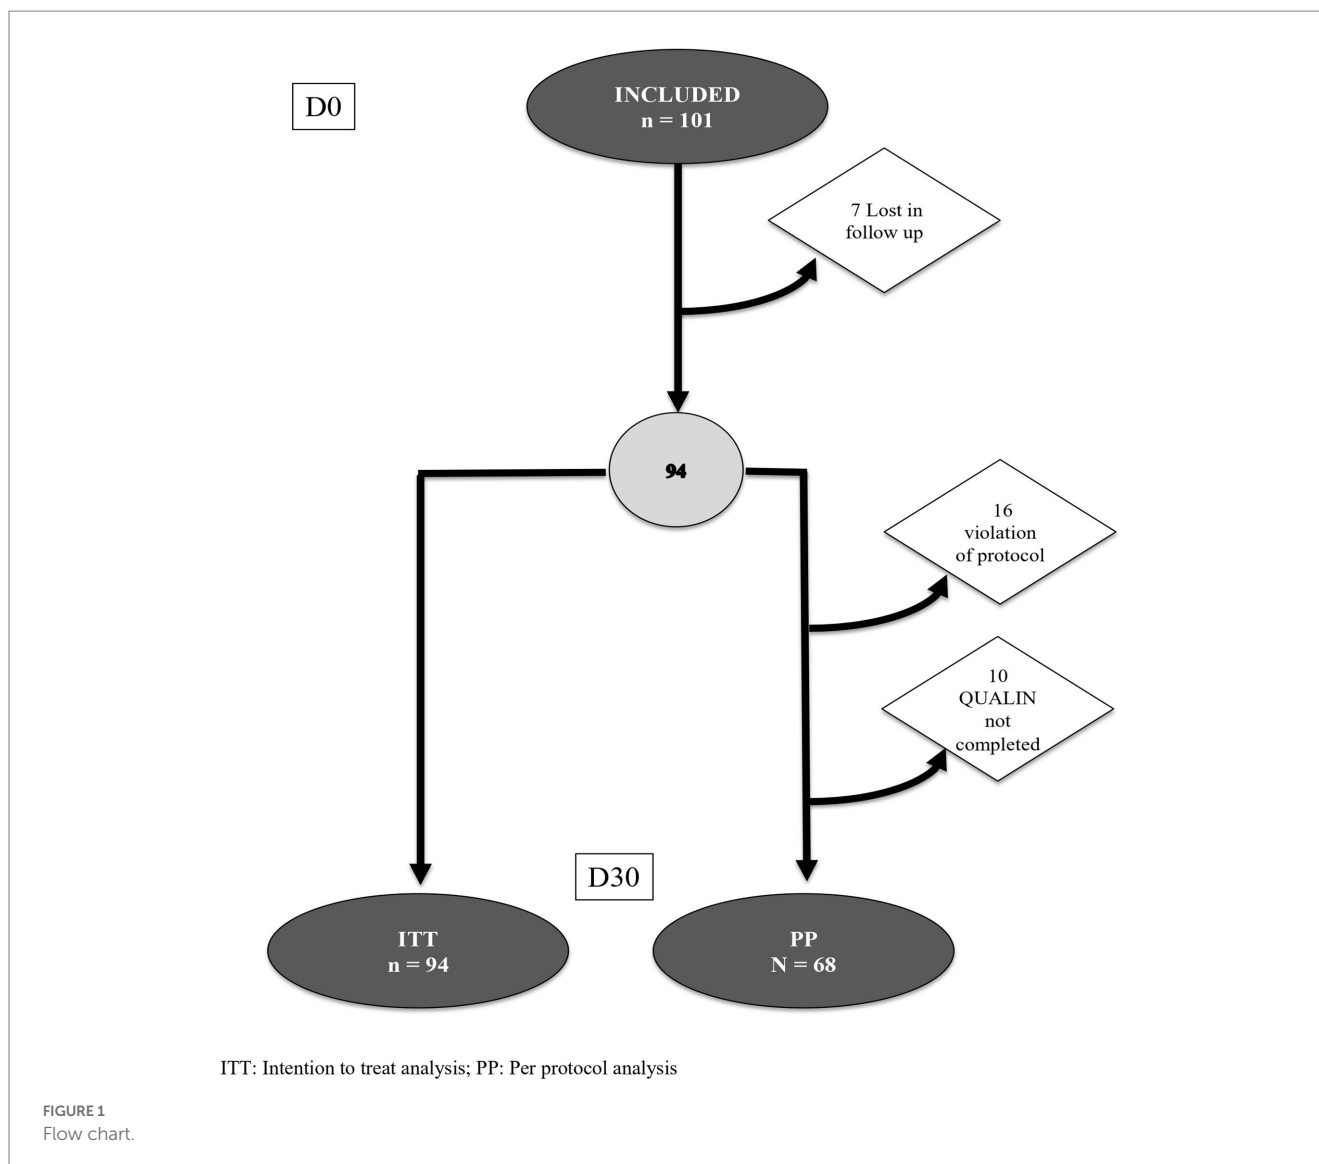 D0
INCLUDED
n = 101
7 Lost in
follow up
94
16
violation
of protocol
10
QUALIN
not
completed
D30
ITT
n = 94
PP
N = 68
ITT: Intention to treat analysis; PP: Per protocol analysis
FIGURE 1
Flow chart.